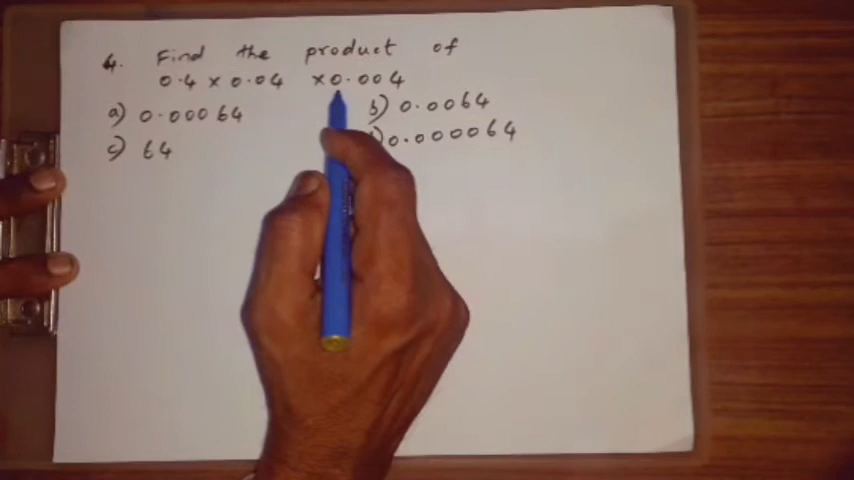 4. Find the product of
0.4 × 0.04 × 0.004
a) 0.00064 b) 0.0064
c) 64 ) 0.000064